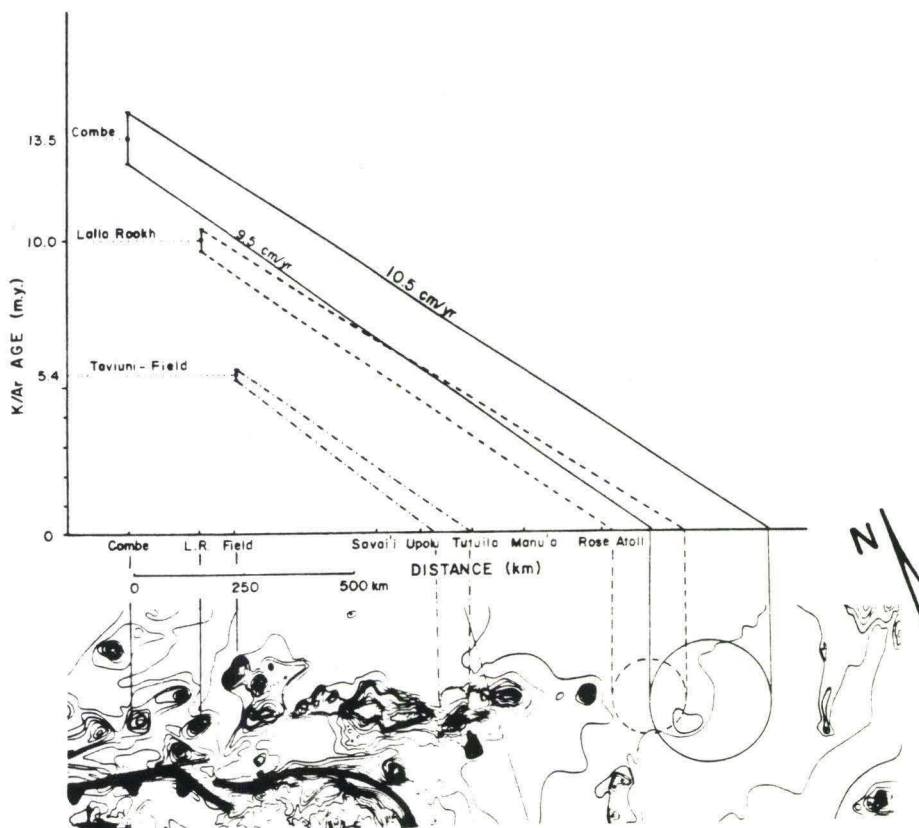 K/Ar AGE (m.y.)
13.5
Combe
10.0
Lalla Rookh
5.4
Taviuni - Field
0
9.5 cm/yr
10.5 cm/yr
Combe L.R. Field Savai'i Upolu Tutuila Manu'a Rose Atoll
DISTANCE (km)
0 250 500 km
N